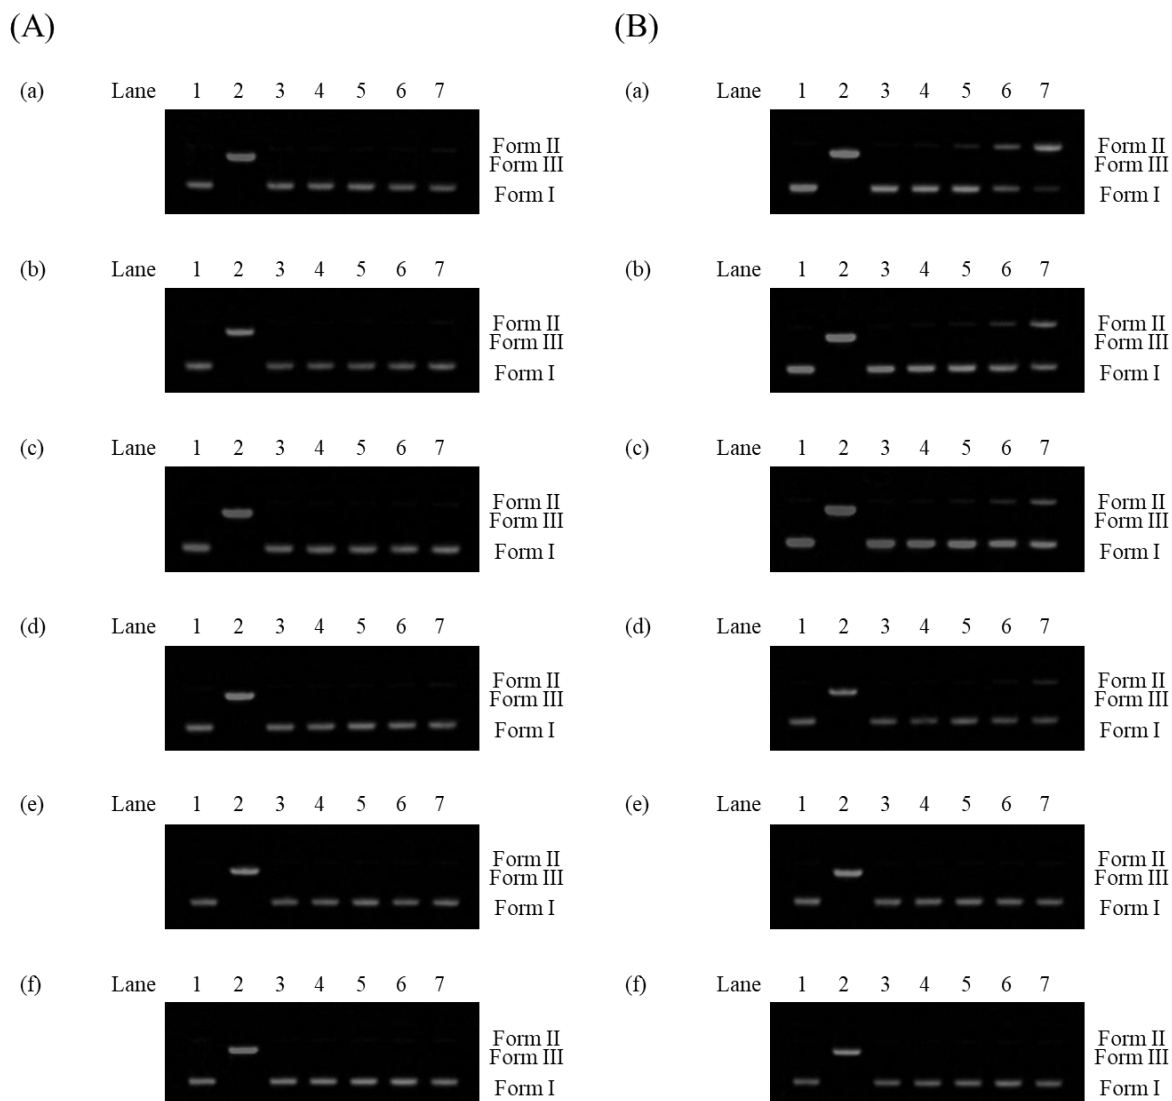 (A)
(a) Lane 1 2 3 4 5 6 7
Form II
Form III
Form I
(b) Lane 1 2 3 4 5 6 7
Form II
Form III
Form I
(c) Lane 1 2 3 4 5 6 7
Form II
Form III
Form I
(d) Lane 1 2 3 4 5 6 7
Form II
Form III
Form I
(e) Lane 1 2 3 4 5 6 7
Form II
Form III
Form I
(f) Lane 1 2 3 4 5 6 7
Form II
Form III
Form I
(B)
(a) Lane 1 2 3 4 5 6 7
Form II
Form III
Form I
(b) Lane 1 2 3 4 5 6 7
Form II
Form III
Form I
(c) Lane 1 2 3 4 5 6 7
Form II
Form III
Form I
(d) Lane 1 2 3 4 5 6 7
Form II
Form III
Form I
(e) Lane 1 2 3 4 5 6 7
Form II
Form III
Form I
(f) Lane 1 2 3 4 5 6 7
Form II
Form III
Form I